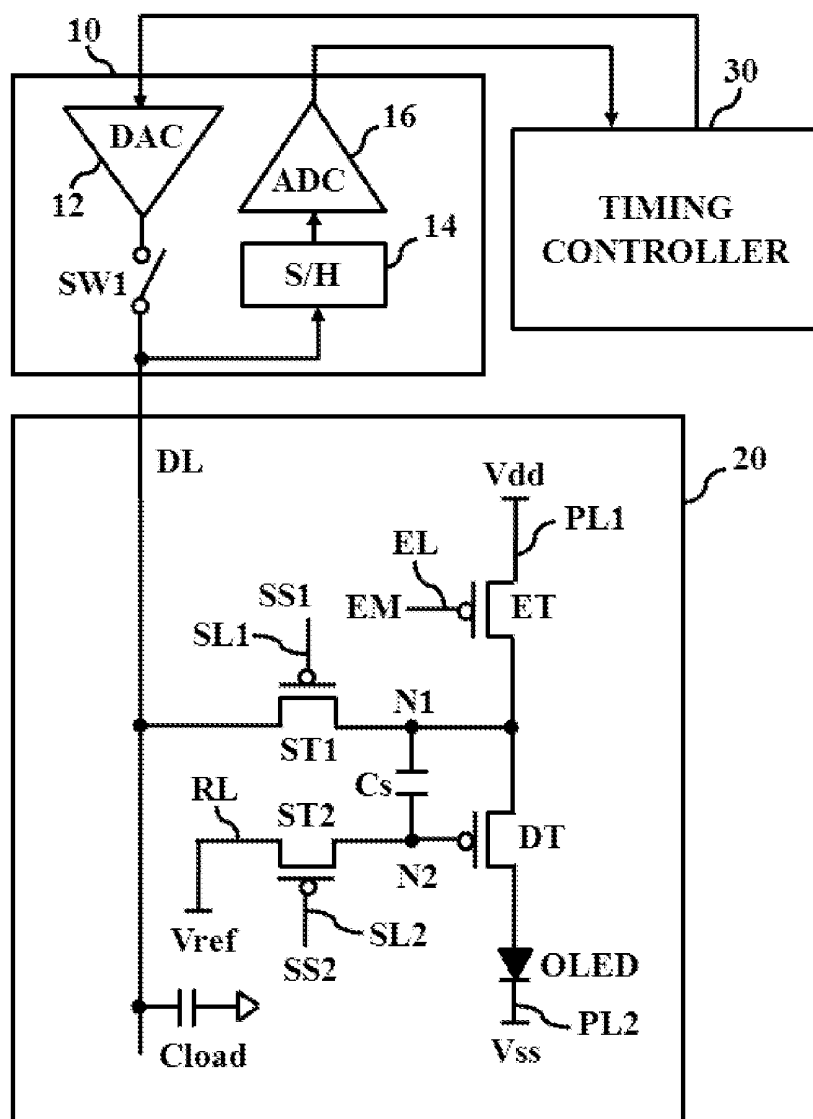 10
DAC
12
SW1
ADC
16
S/H
14
30
TIMING
CONTROLLER
DL
20
Vdd
PL1
EL
EM
ET
SS1
SL1
ST1
N1
Cs
RL
ST2
N2
DT
Vref
SL2
SS2
OLED
PL2
Vss
Cload